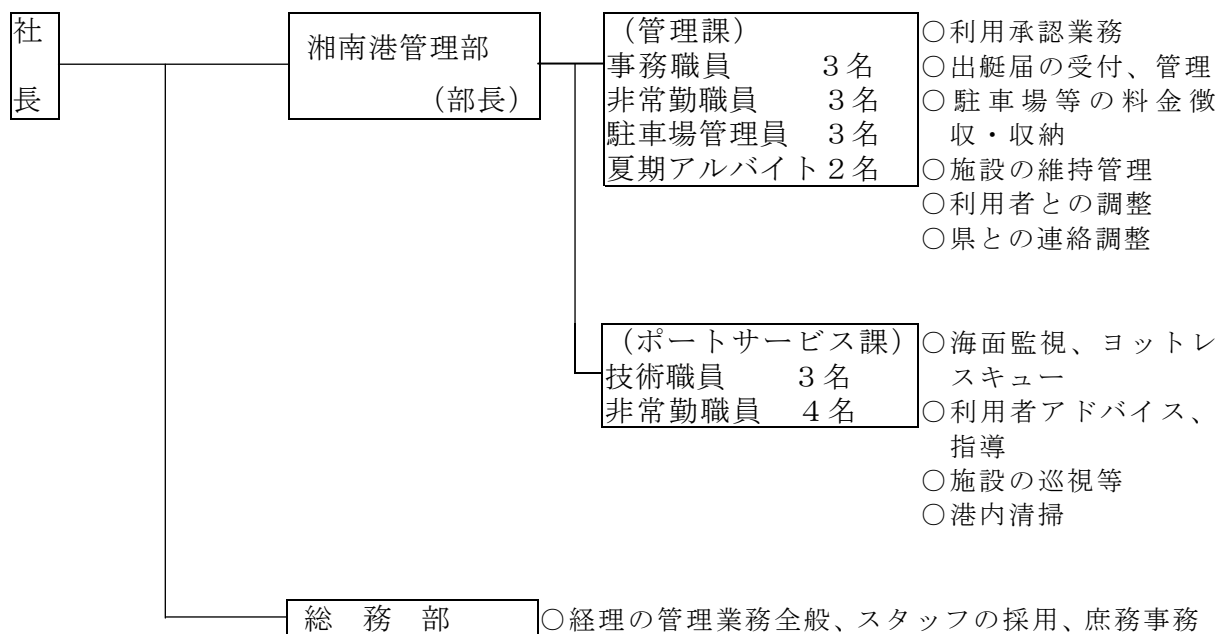 社
長
湘南港管理部
(部長)
(管理課)
事務職員 3名
非常勤職員 3名
駐車場管理員 3名
夏期アルバイト2名
○利用承認業務
○出艇届の受付、管理
○駐車場等の料金徴
収・収納
○施設の維持管理
○利用者との調整
○県との連絡調整
(ポートサービス課)
技術職員 3名
非常勤職員 4名
○海面監視、ヨットレ
スキュー
○利用者アドバイス、
指導
○施設の巡視等
○港内清掃
総 務 部
○経理の管理業務全般、スタッフの採用、庶務事務